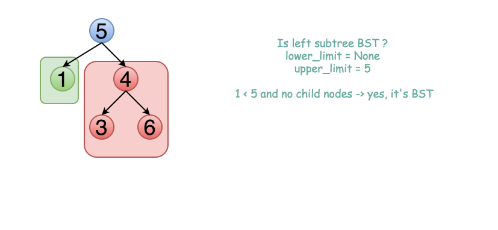 5
Is left subtree BST ?
lower_limit = None
upper_limit = 5
1
4
1 < 5 and no child nodes -> yes, it's BST
3
6